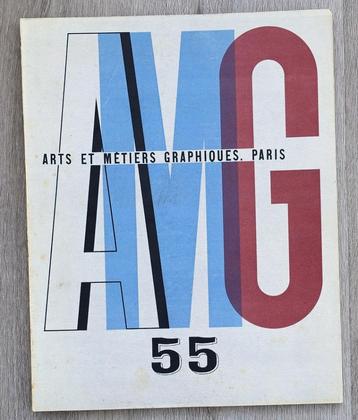 AMG
ARTS ET MÉTIERS GRAPHIQUES. PARIS
55